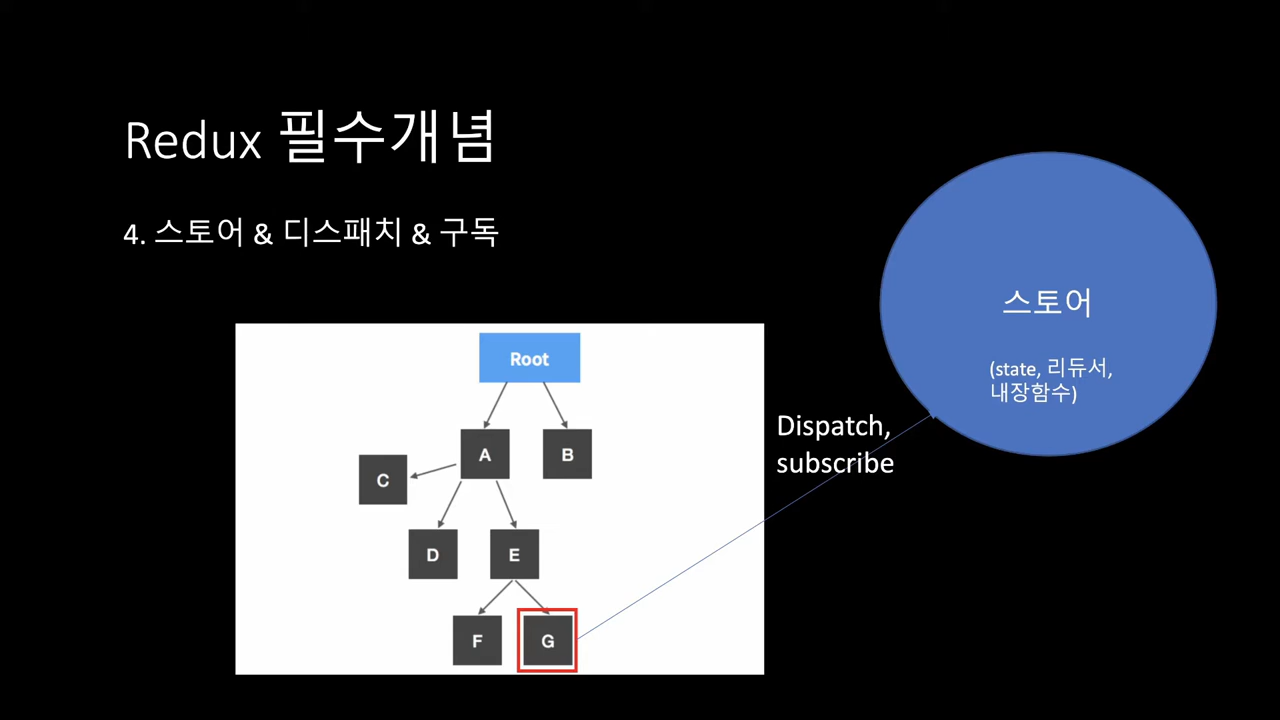 Redux 필수개념
4. 스토어 & 디스패치 & 구독
스토어
(state, 리듀서,
내장함수)
Dispatch,
subscribe
Root
A
B
C
D
E
F
G